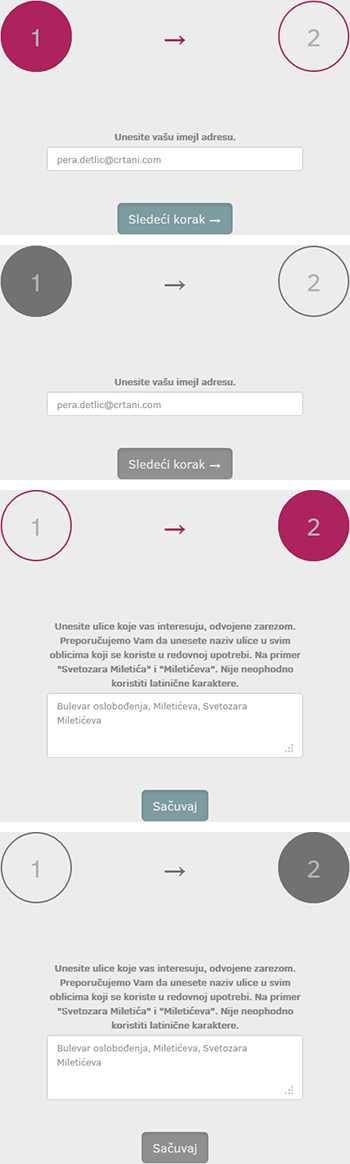 1 → 2
Unesite vašu imejl adresu.
pera.detlic@crtani.com
Sledeći korak →
1 → 2
Unesite vašu imejl adresu.
pera.detlic@crtani.com
Sledeći korak →
1 → 2
Unesite ulice koje vas interesuju, odvojene zarezom.
Preporučujemo Vam da unesete naziv ulice u svim
oblicima koji se koriste u redovnoj upotrebi. Na primer
"Svetozara Miletića" i "Miletićeva". Nije neophodno
koristiti latinične karaktere.
Bulevar oslobođenja, Miletićeva, Svetozara
Miletićeva
Sačuvaj
1 → 2
Unesite ulice koje vas interesuju, odvojene zarezom.
Preporučujemo Vam da unesete naziv ulice u svim
oblicima koji se koriste u redovnoj upotrebi. Na primer
"Svetozara Miletića" i "Miletićeva". Nije neophodno
koristiti latinične karaktere.
Bulevar oslobođenja, Miletićeva, Svetozara
Miletićeva
Sačuvaj